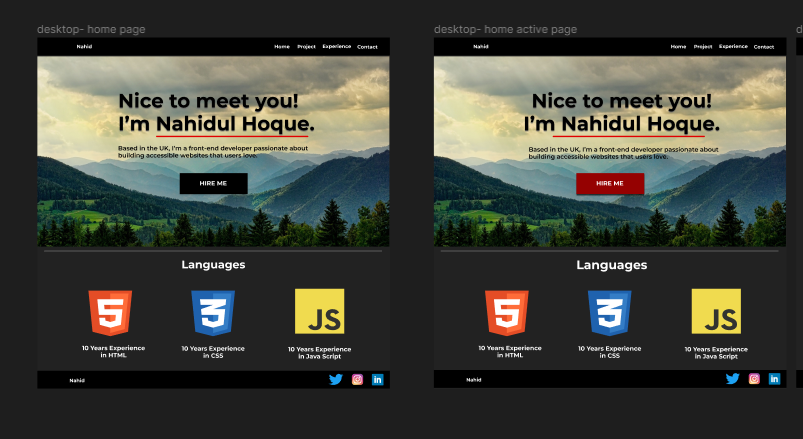 desktop- home page
Nahid
Home Project Experience Contact
Nice to meet you!
I'm Nahidul Hoque.
Based in the UK, I'm a front-end developer passionate about
building accessible websites that users love.
HIRE ME
Languages
5
3
JS
10 Years Experience
in HTML
10 Years Experience
in CSS
10 Years Experience
in Java Script
Nahid
in
desktop- home active page
Nahid
Home Project Experience Contact
Nice to meet you!
I'm Nahidul Hoque.
Based in the UK, I'm a front-end developer passionate about
building accessible websites that users love.
HIRE ME
Languages
5
3
JS
10 Years Experience
in HTML
10 Years Experience
in CSS
10 Years Experience
in Java Script
Nahid
in